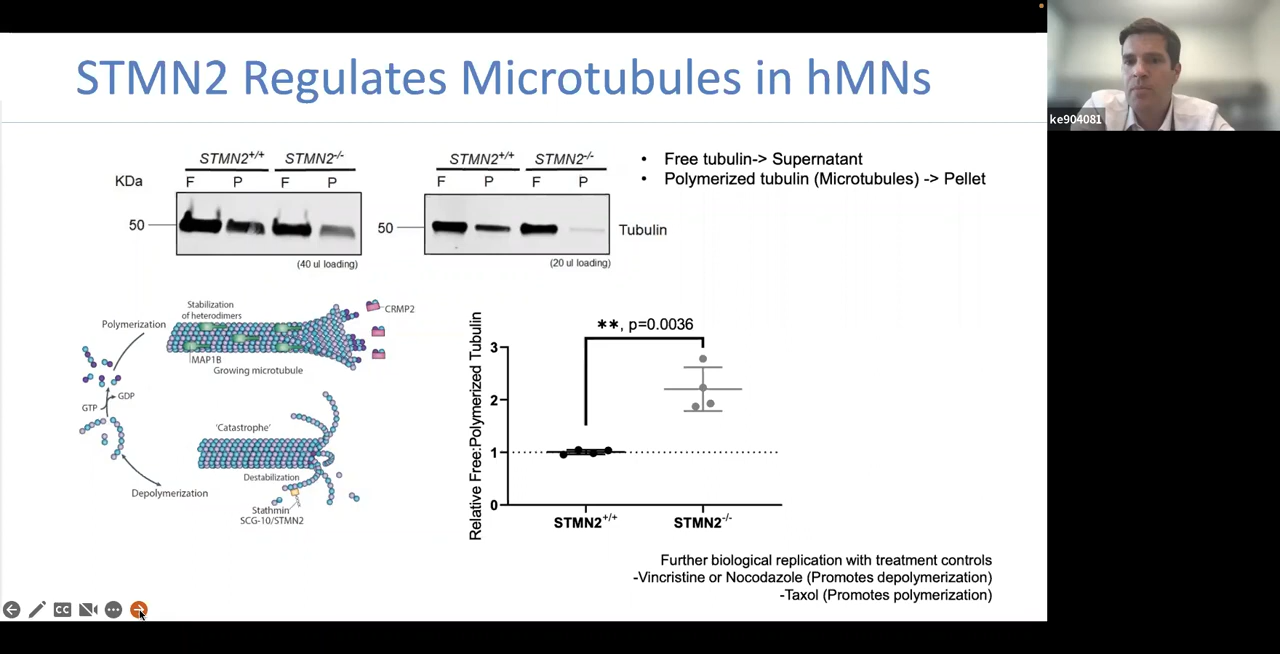 STMN2 Regulates Microtubules in hMNs
ke904081
STMN2+/+ STMN2-/-
KDa F P F P
50
(40 ul loading)
STMN2+/+ STMN2-/-
F P F P
50 Tubulin
(20 ul loading)
• Free tubulin-> Supernatant
• Polymerized tubulin (Microtubules) -> Pellet
Stabilization
of heterodimers
CRMP2
Polymerization
MAP1B
Growing microtubule
GDP
GTP
'Catastrophe'
Destabilization
Depolymerization
Stathmin
SCG-10/STMN2
**, p=0.0036
Relative Free:Polymerized Tubulin
3
2
1
0
STMN2+/+ STMN2-/-
Further biological replication with treatment controls
-Vincristine or Nocodazole (Promotes depolymerization)
-Taxol (Promotes polymerization)
CC